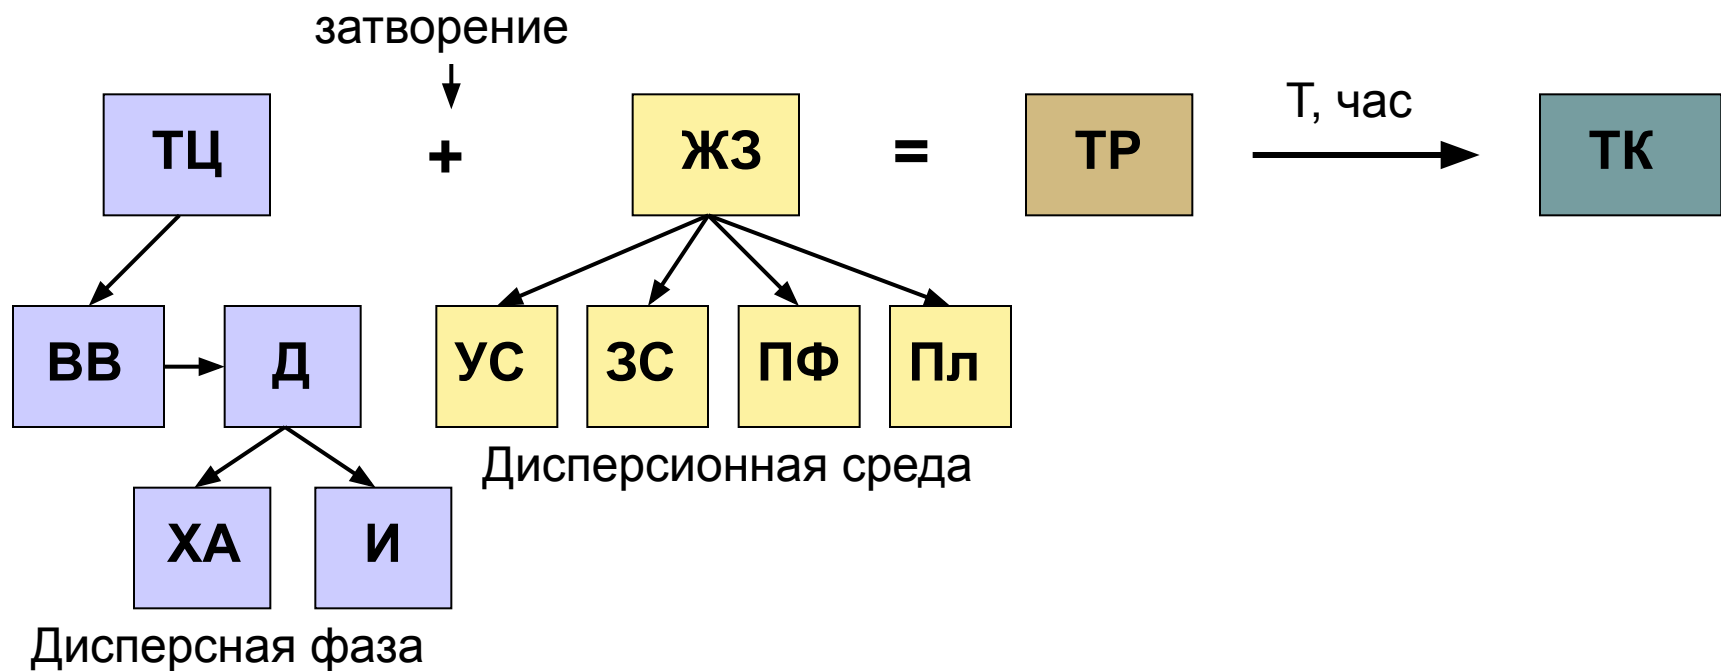 затворение
ТЦ + ЖЗ = ТР Т, час ТК
ВВ Д УС ЗС ПФ Пл
Дисперсионная среда
ХА И
Дисперсная фаза